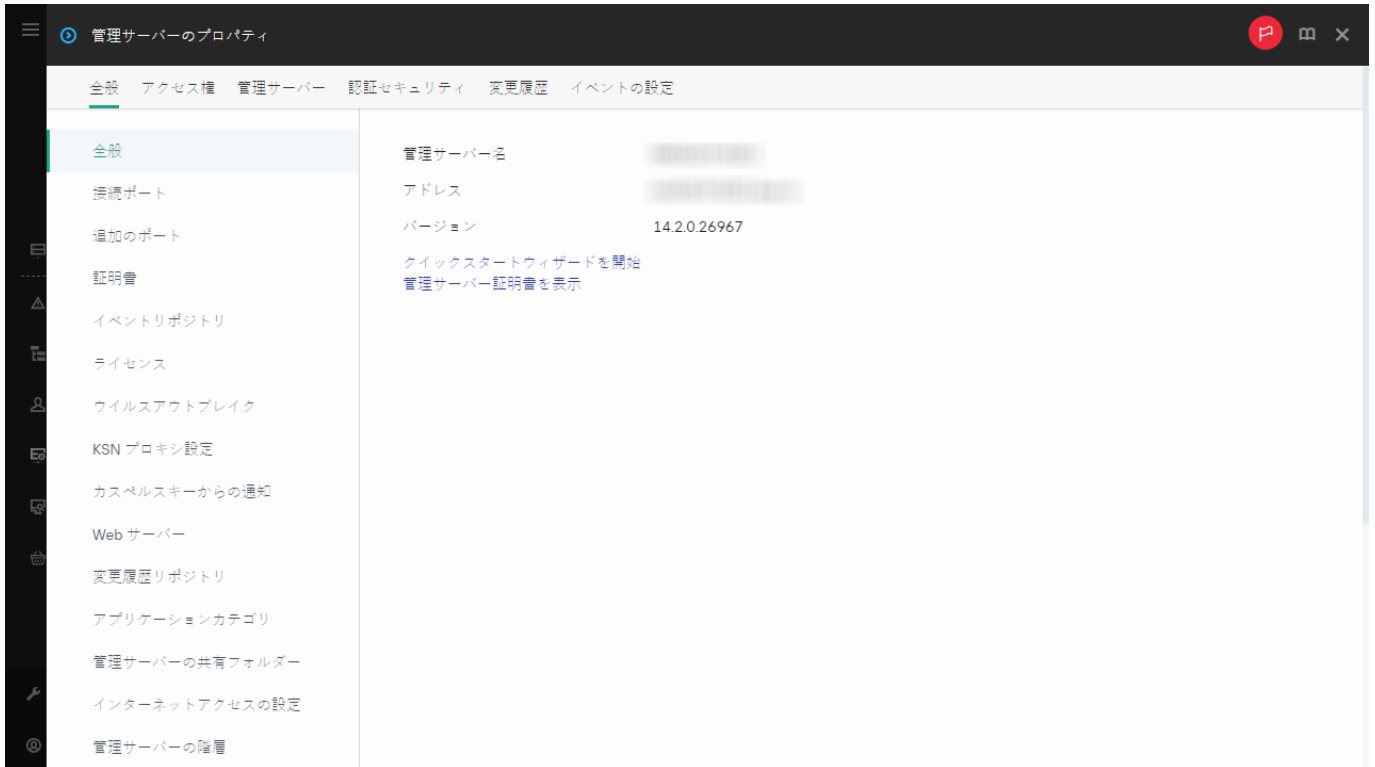 管理サーバーのプロパティ
全般 アクセス権 管理サーバー 認証セキュリティ 変更履歴 イベントの設定
全般
接続ポート
追加のポート
証明書
イベントリポジトリ
ライセンス
ウイルスアウトブレイク
KSN プロキシ設定
カスペルスキーからの通知
Web サーバー
変更履歴リポジトリ
アプリケーションカテゴリ
管理サーバーの共有フォルダー
インターネットアクセスの設定
管理サーバーの階層
管理サーバー名
アドレス
バージョン 14.2.0.26967
クイックスタートウィザードを開始
管理サーバー証明書を表示